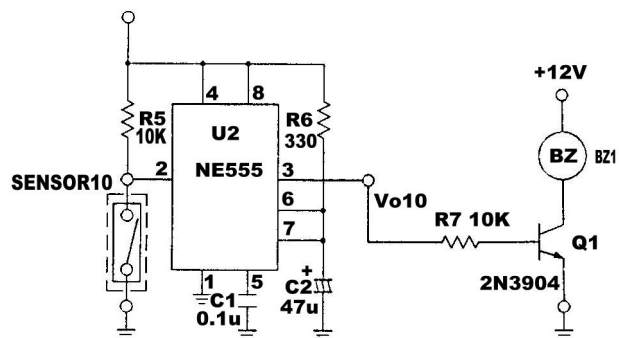 +12V
4
8
R5
10K
U2
R6
330
BZ
BZ1
2
NE555
3
SENSOR10
Vo10
6
R7 10K
7
Q1
1
5
+
C2
47u
2N3904
C1
0.1u